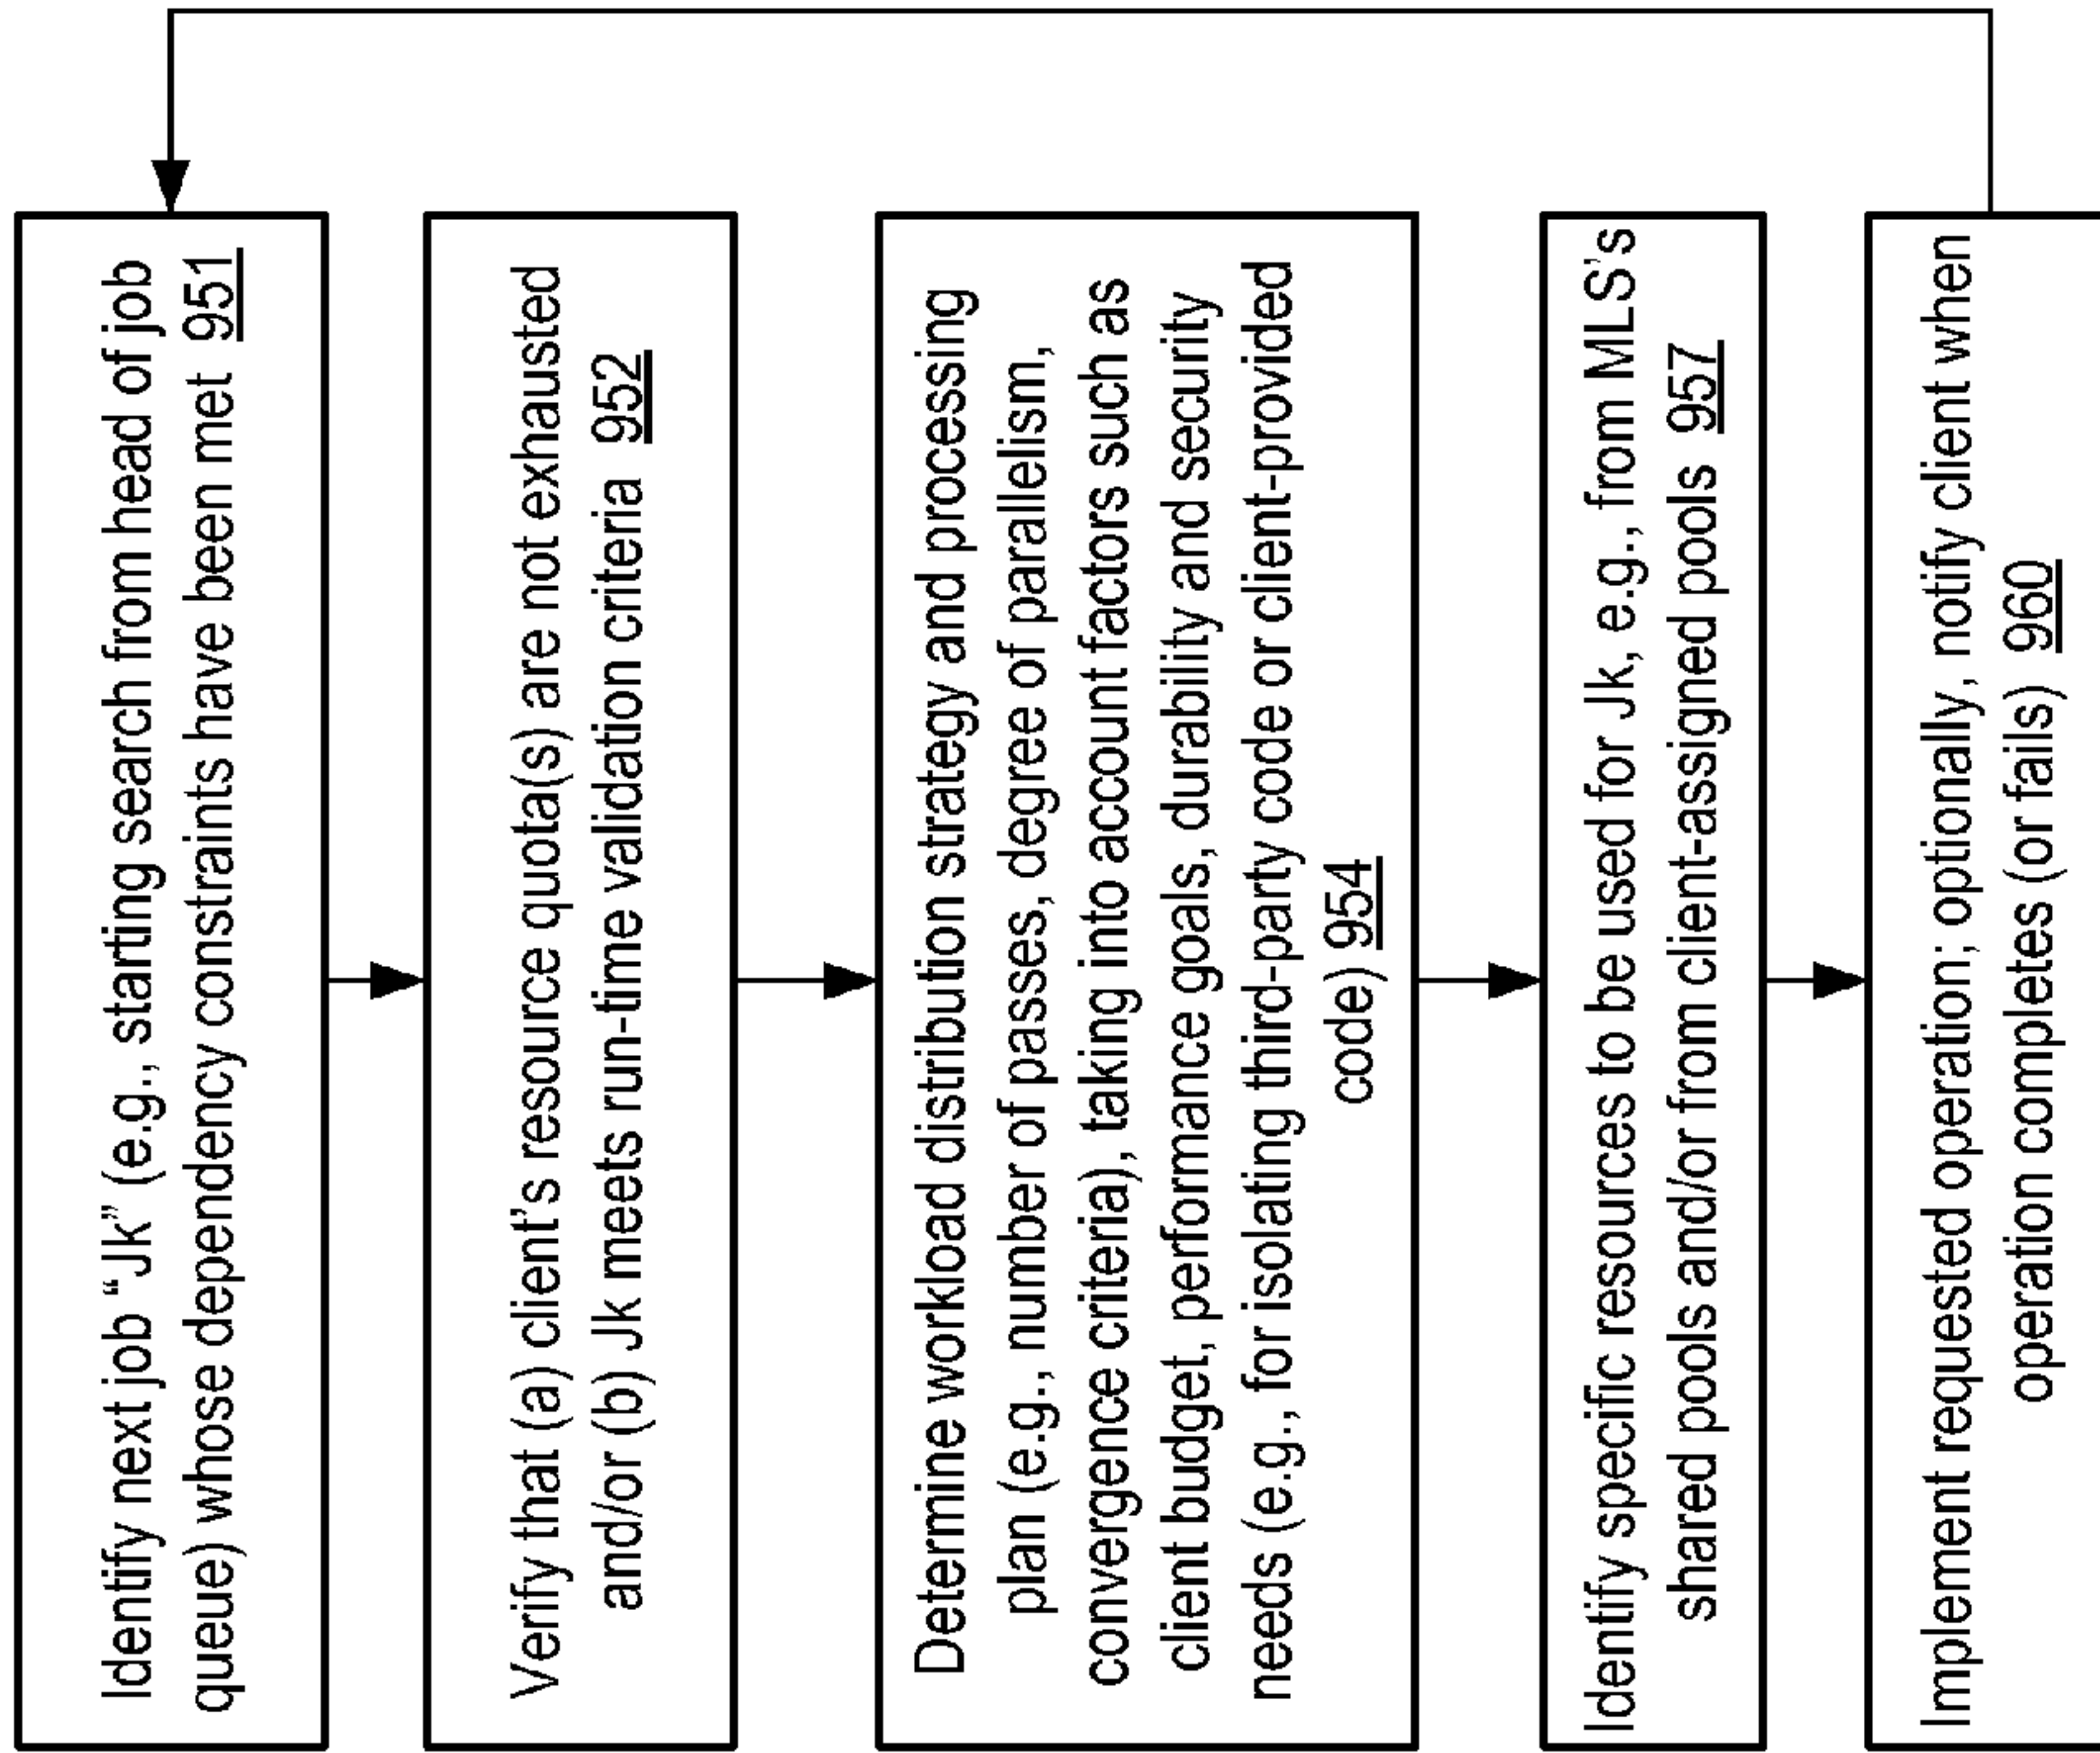 Identify next job “Jk” (e.g., starting search from head of job
queue) whose dependency constraints have been met 951
Verify that (a) client’s resource quota(s) are not exhausted
and/or (b) Jk meets run-time validation criteria 952
Determine workload distribution strategy and processing
plan (e.g., number of passes, degree of parallelism,
convergence criteria), taking into account factors such as
client budget, performance goals, durability and security
needs (e.g., for isolating third-party code or client-provided
code) 954
Identify specific resources to be used for Jk, e.g., from MLS’s
shared pools and/or from client-assigned pools 957
Implement requested operation; optionally, notify client when
operation completes (or fails) 960